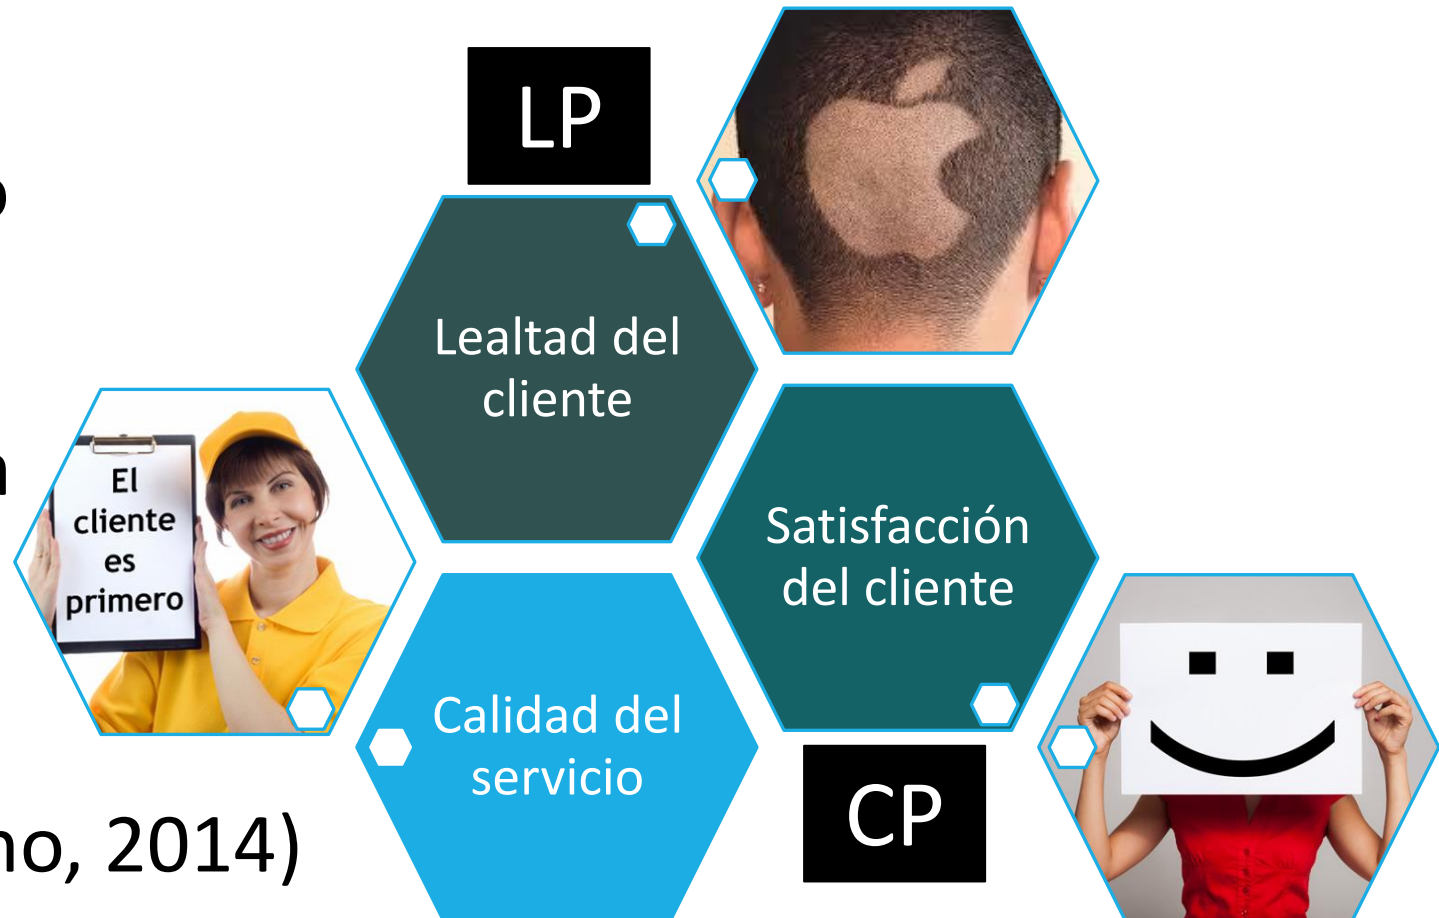 LP
Lealtad del
cliente
El
cliente
es
primero
Satisfacción
del cliente
Calidad del
servicio
CP
2014)